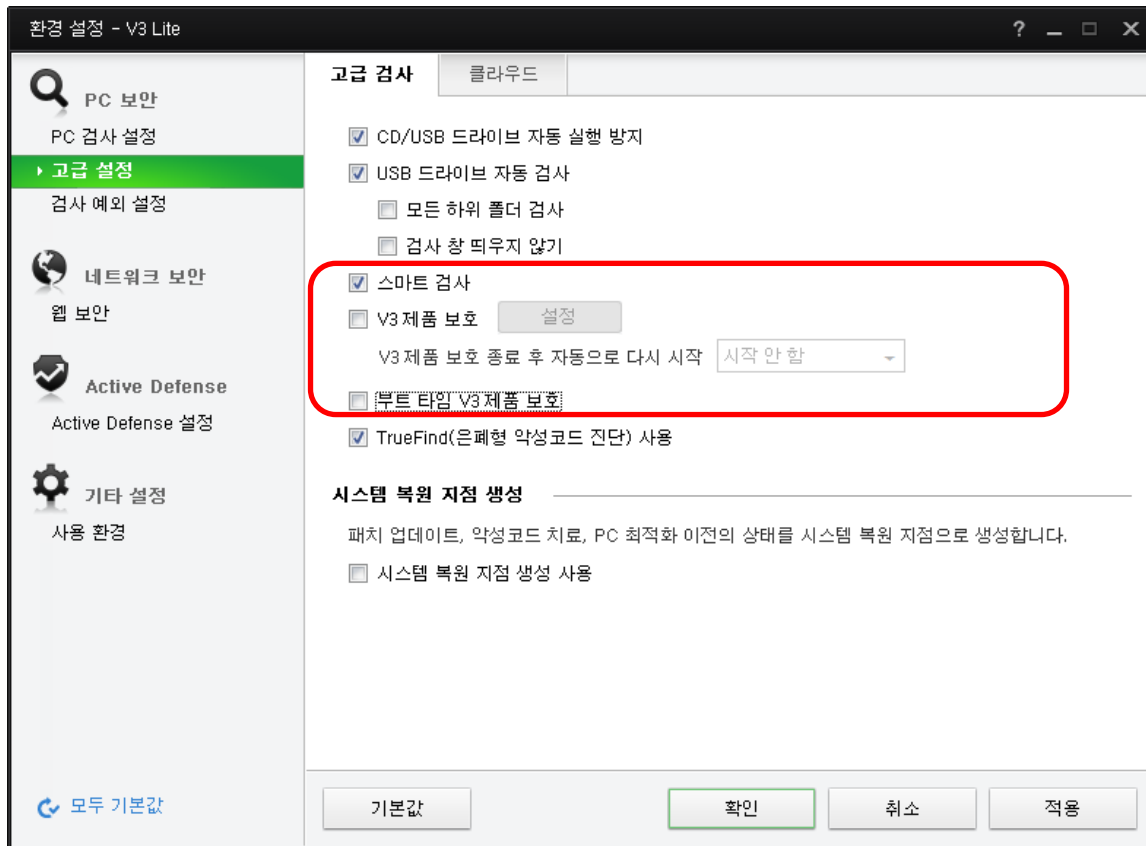 환경 설정 - V3 Lite
?
PC 보안
PC 검사 설정
고급 설정
검사 예외 설정
네트워크 보안
웹 보안
Active Defense
Active Defense 설정
기타 설정
사용 환경
모두 기본값
고급 검사
클라우드
CD/USB 드라이브 자동 실행 방지
USB 드라이브 자동 검사
모든 하위 폴더 검사
검사 창 띄우지 않기
스마트 검사
V3 제품 보호 설정
V3 제품 보호 종료 후 자동으로 다시 시작 시작 안 함
부트 타임 V3 제품 보호
TrueFind(은폐형 악성코드 진단) 사용
시스템 복원 지점 생성
패치 업데이트, 악성코드 치료, PC 최적화 이전의 상태를 시스템 복원 지점으로 생성합니다.
시스템 복원 지점 생성 사용
기본값 확인 취소 적용